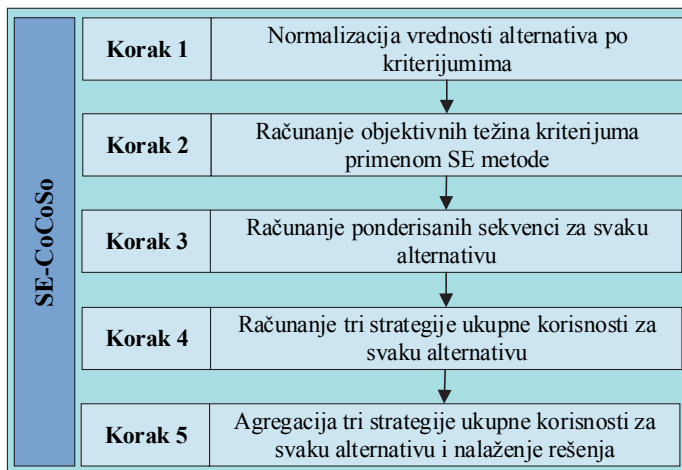 SE-CoCoSo
Korak 1
Normalizacija vrednosti alternativa po
kriterijumima
Korak 2
Računanje objektivnih težina kriterijuma
primenom SE metode
Korak 3
Računanje ponderisanih sekvenci za svaku
alternativu
Korak 4
Računanje tri strategije ukupne korisnosti za
svaku alternativu
Korak 5
Agregacija tri strategije ukupne korisnosti za
svaku alternativu i nalaženje rešenja